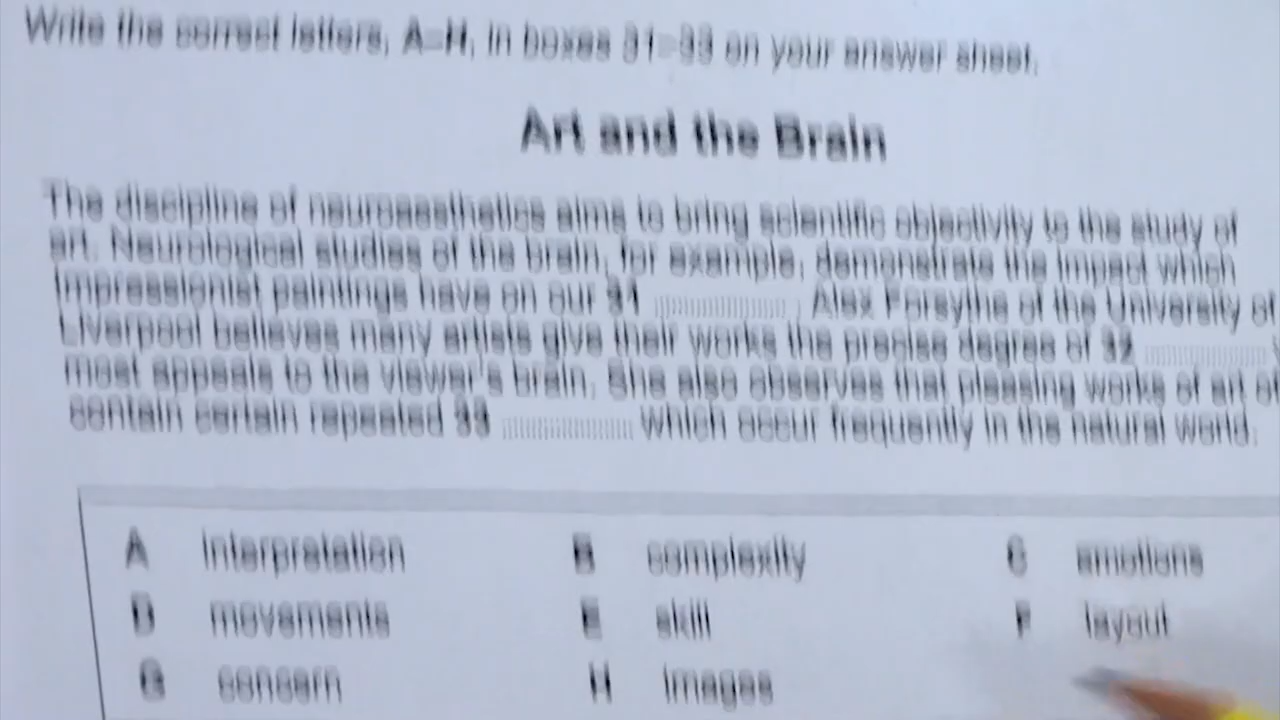 Write the correct letters, A–H, in boxes 31–33 on your answer sheet.
Art and the Brain
The discipline of neuroaesthetics aims to bring scientific objectivity to the study of
art. Neurological studies of the brain, for example, demonstrate the impact which
Impressionist paintings have on our 31 ............... . Alex Forsythe of the University of
Liverpool believes many artists give their works the precise degree of 32 ...............
most appeals to the viewer's brain. She also observes that pleasing works of art
contain certain repeated 33 ............... which occur frequently in the natural world.
A interpretation B complexity C emotions
D movements E skill F layout
G concern H images